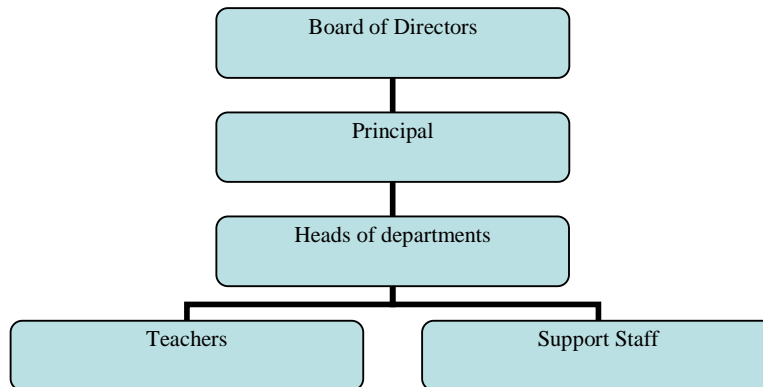 Board of Directors
Principal
Heads of departments
Teachers
Support Staff